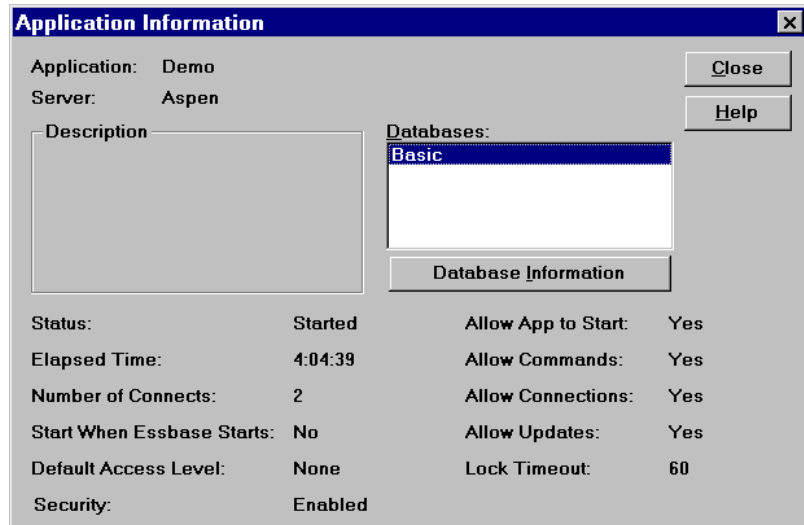 Application Information
Application: Demo
Close
Server: Aspen
Help
Description
Databases:
Basic
Database Information
Status: Started Allow App to Start: Yes
Elapsed Time: 4:04:39 Allow Commands: Yes
Number of Connects: 2 Allow Connections: Yes
Start When Essbase Starts: No Allow Updates: Yes
Default Access Level: None Lock Timeout: 60
Security: Enabled